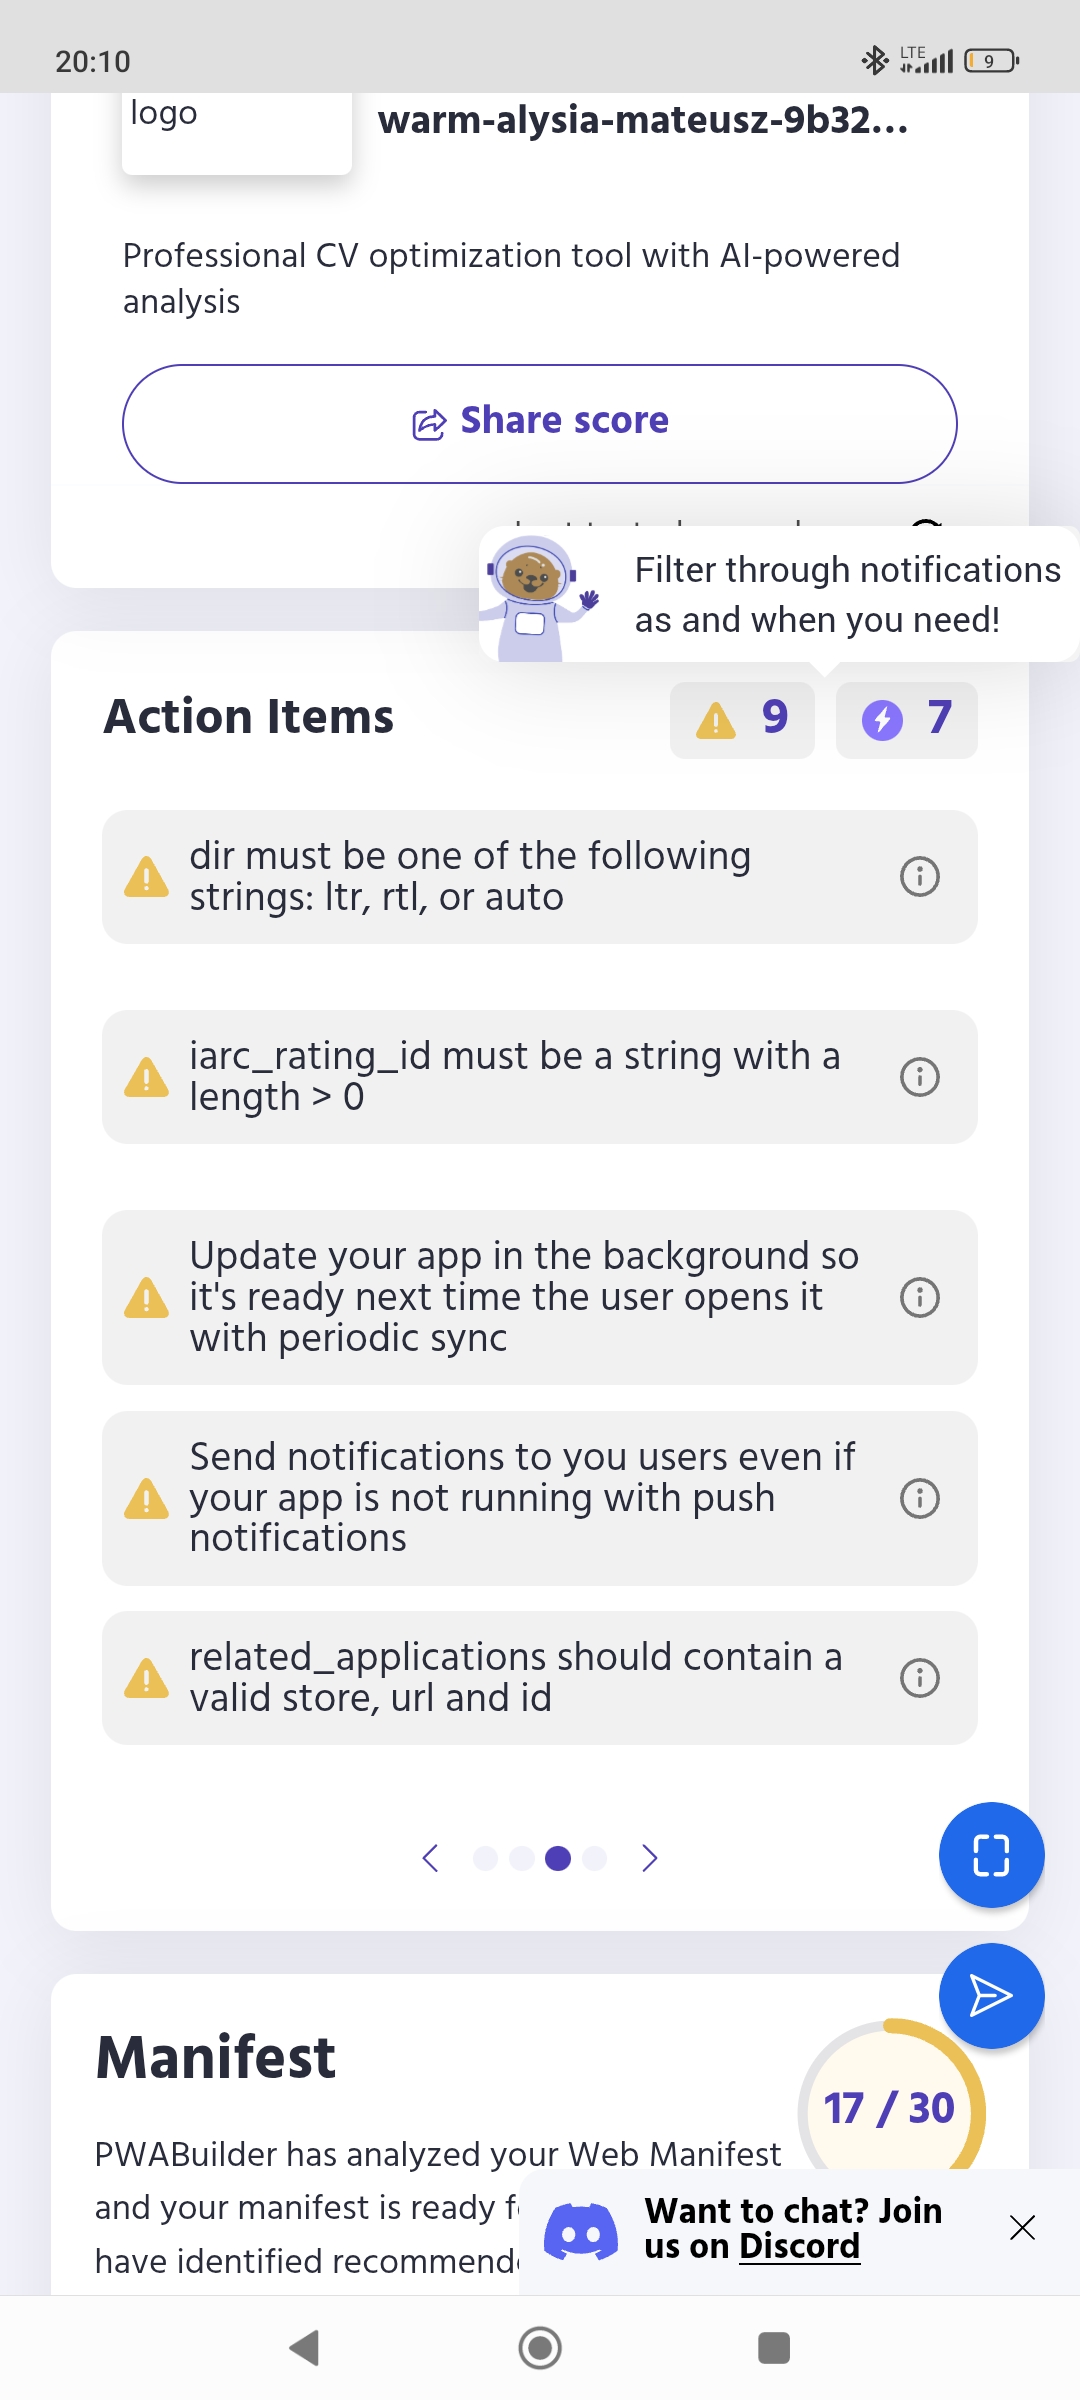 20:10
LTE
9
logo
warm-alysia-mateusz-9b32...
Professional CV optimization tool with AI-powered
analysis
Share score
Filter through notifications
as and when you need!
Action Items
9
7
dir must be one of the following
strings: ltr, rtl, or auto
iarc_rating_id must be a string with a
length > 0
Update your app in the background so
it's ready next time the user opens it
with periodic sync
Send notifications to you users even if
your app is not running with push
notifications
related_applications should contain a
valid store, url and id
Manifest
17 / 30
PWABuilder has analyzed your Web Manifest
and your manifest is ready
have identified
Want to chat? Join
us on Discord